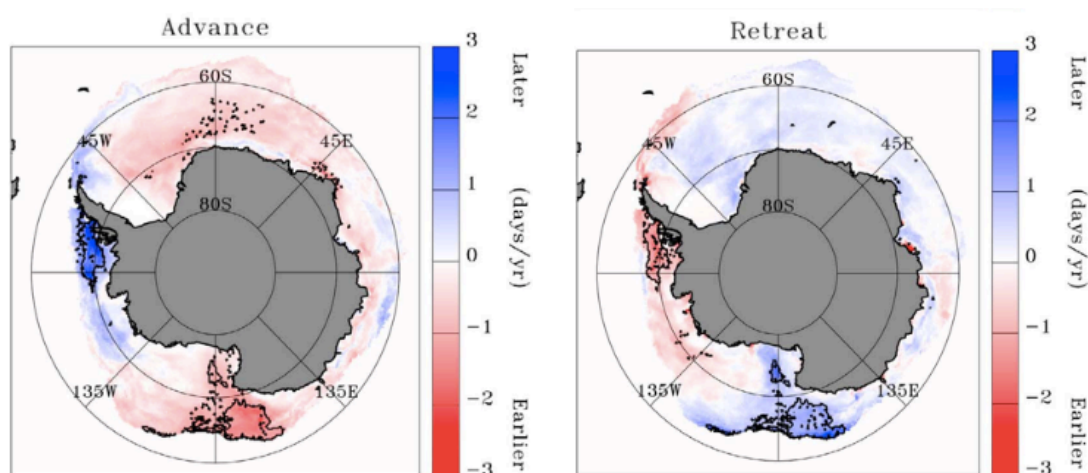 Advance
60S
45W
45E
80S
135W
135E
3
2
1
0
-1
-2
-3
Later
(days/yr)
Earlier
Retreat
60S
45W
45E
80S
135W
135E
3
2
1
0
-1
-2
-3
Later
(days/yr)
Earlier